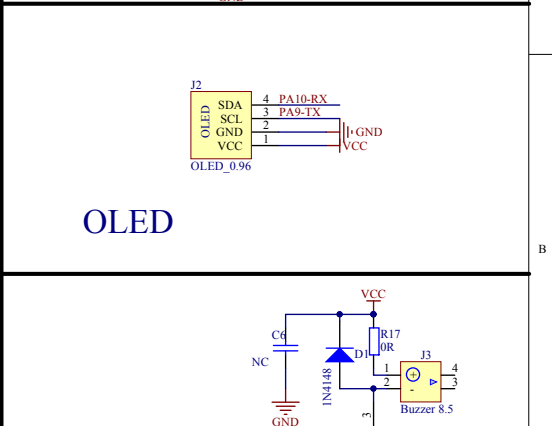 J2
OLED
SDA 4 PA10-RX
SCL 3 PA9-TX
GND 2 GND
VCC 1 VCC
OLED_0.96
OLED
B
VCC
C6
R17
0R
NC
D1
J3
1N4148
1
2
4
3
+
-
Buzzer 8.5
3
GND